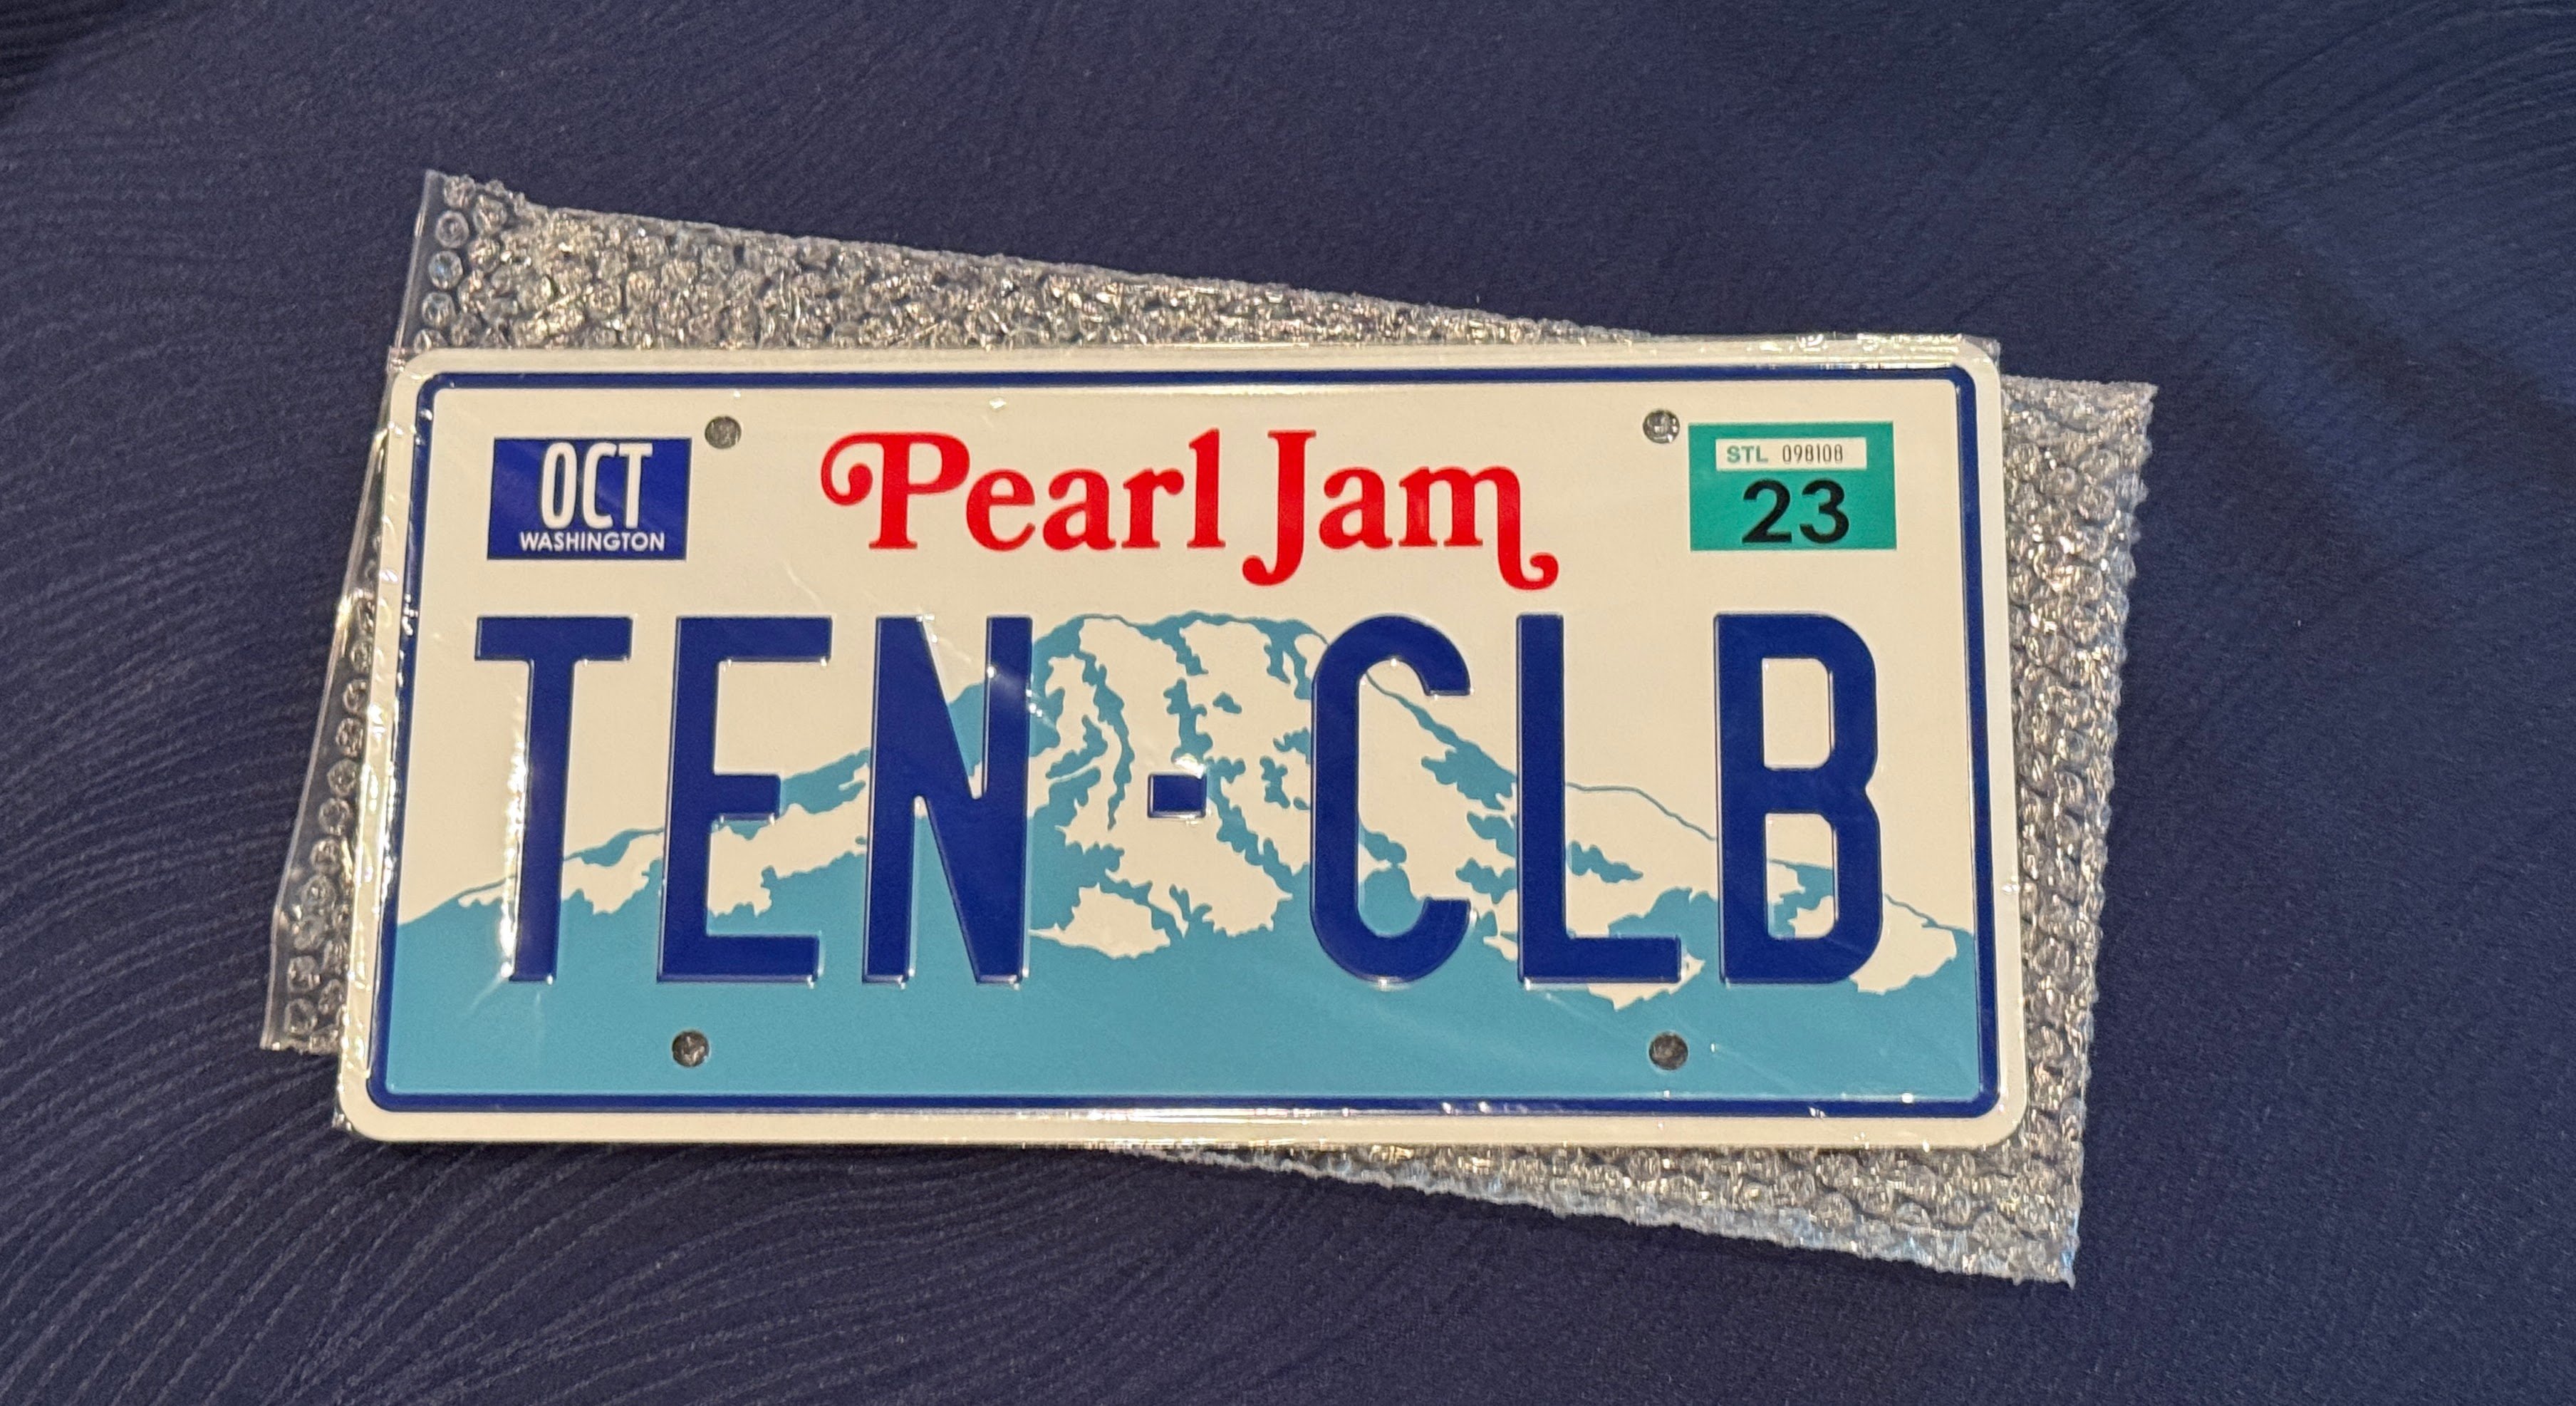 OCT
WASHINGTON
Pearl Jam
STL 098108
23
TEN-CLB